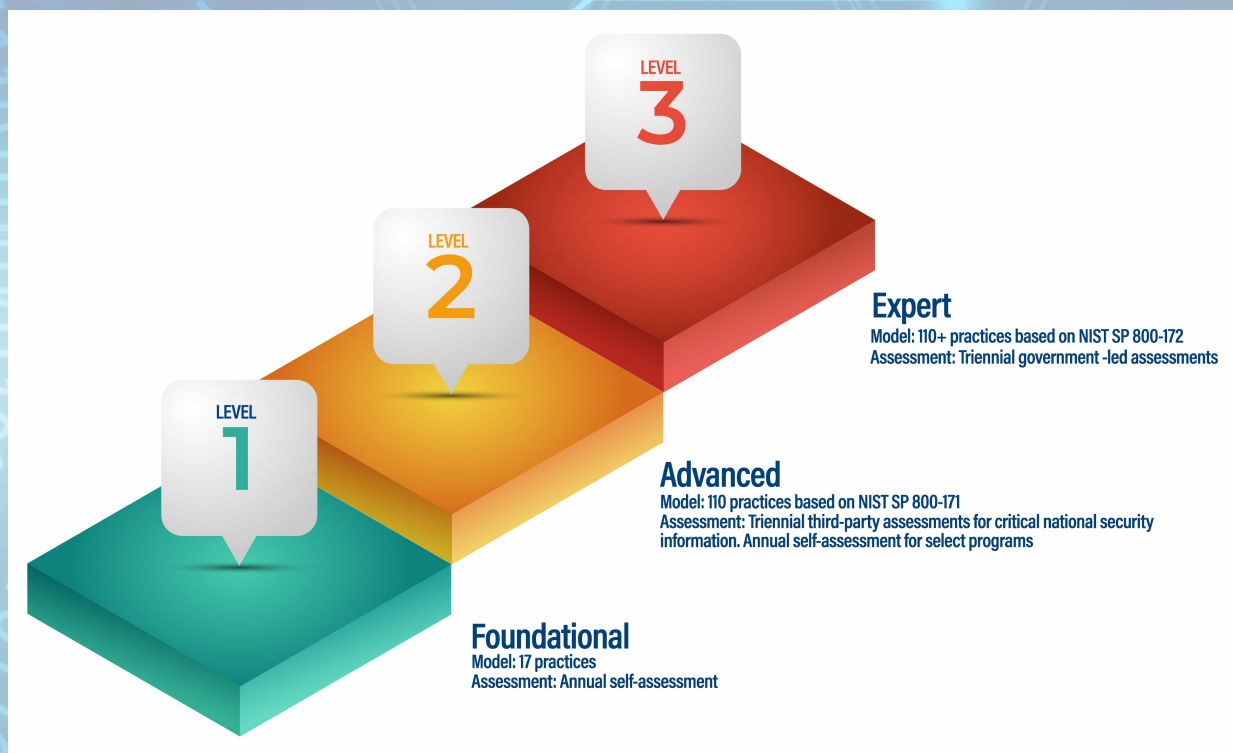 LEVEL
3
LEVEL
2
LEVEL
1
Expert
Model: 110+ practices based on NIST SP 800-172
Assessment: Triennial government -led assessments
Advanced
Model: 110 practices based on NIST SP 800-171
Assessment: Triennial third-party assessments for critical national security
information. Annual self-assessment for select programs
Foundational
Model: 17 practices
Assessment: Annual self-assessment